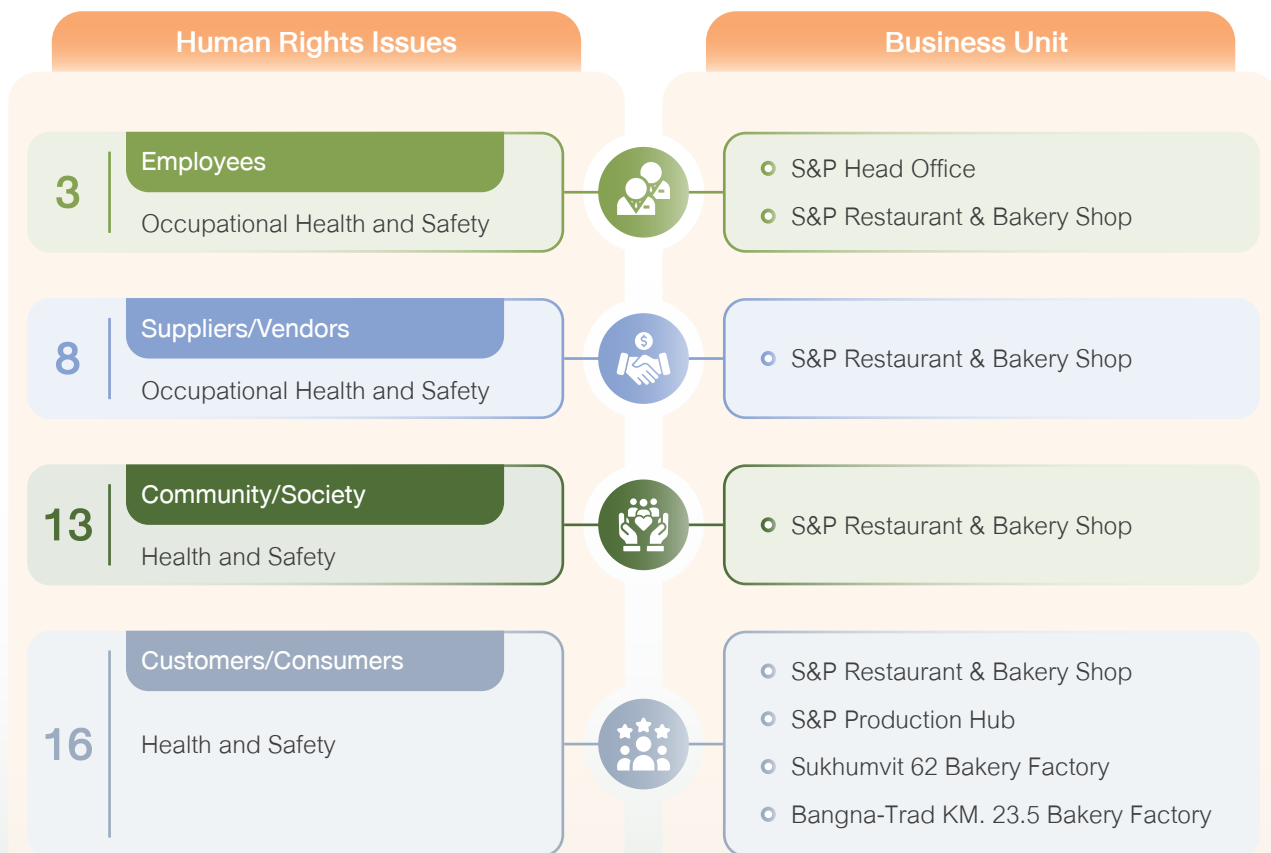 Human Rights Issues
Business Unit
3
Employees
Occupational Health and Safety
S&P Head Office
S&P Restaurant & Bakery Shop
8
Suppliers/Vendors
Occupational Health and Safety
$
S&P Restaurant & Bakery Shop
13
Community/Society
Health and Safety
S&P Restaurant & Bakery Shop
16
Customers/Consumers
Health and Safety
S&P Restaurant & Bakery Shop
S&P Production Hub
Sukhumvit 62 Bakery Factory
Bangna-Trad KM. 23.5 Bakery Factory